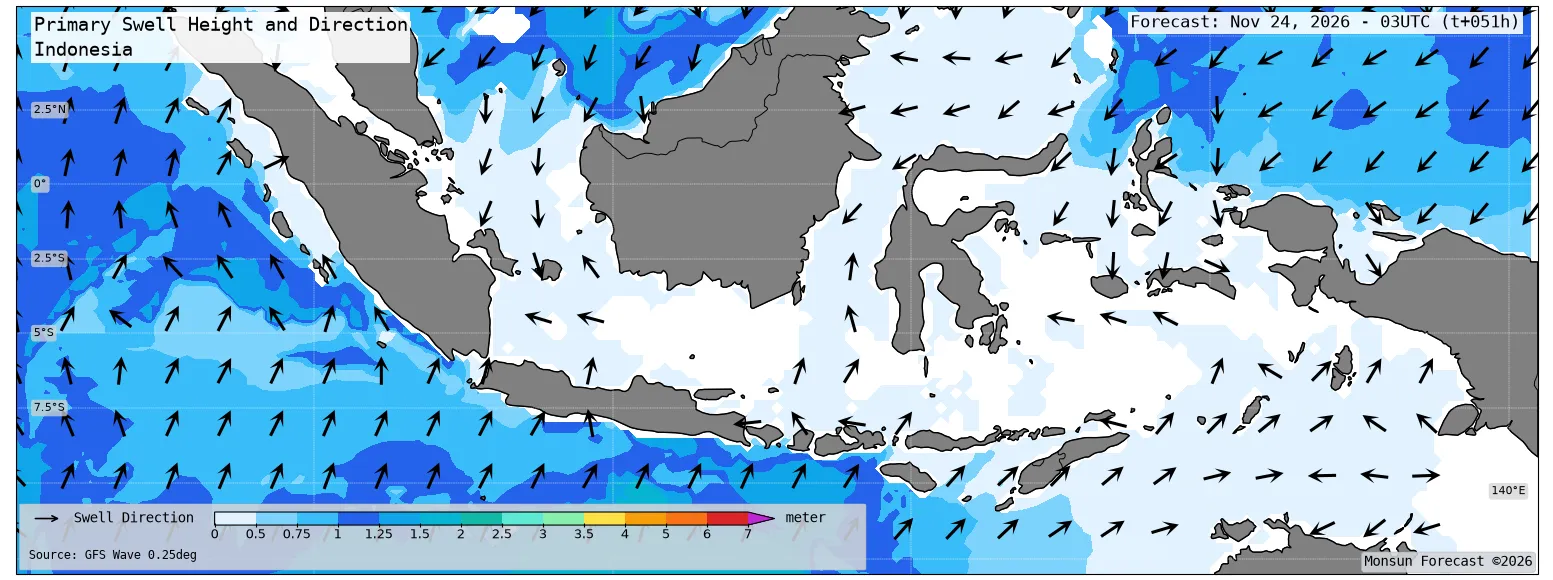 Primary Swell Height and Direction
Indonesia
Forecast: Nov 24, 2026 - 03UTC (t+051h)
2.5°N
0°
2.5°S
5°S
7.5°S
140°E
Swell Direction
0 0.5 0.75 1 1.25 1.5 2 2.5 3 3.5 4 5 6 7
meter
Source: GFS Wave 0.25deg
Monsun Forecast ©2026